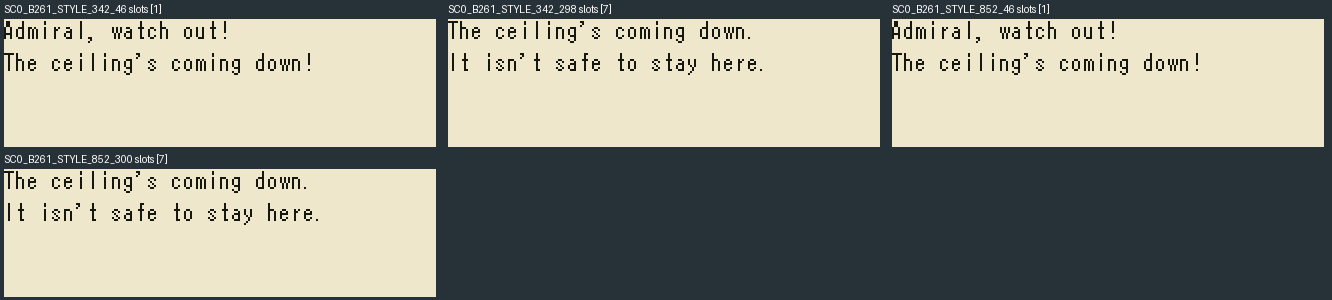 SC0_B261_STYLE_342_46 slots [1]
Admiral, watch out!
The ceiling's coming down!
SC0_B261_STYLE_342_298 slots [7]
The ceiling's coming down.
It isn't safe to stay here.
SC0_B261_STYLE_852_46 slots [1]
Admiral, watch out!
The ceiling's coming down!
SC0_B261_STYLE_852_300 slots [7]
The ceiling's coming down.
It isn't safe to stay here.